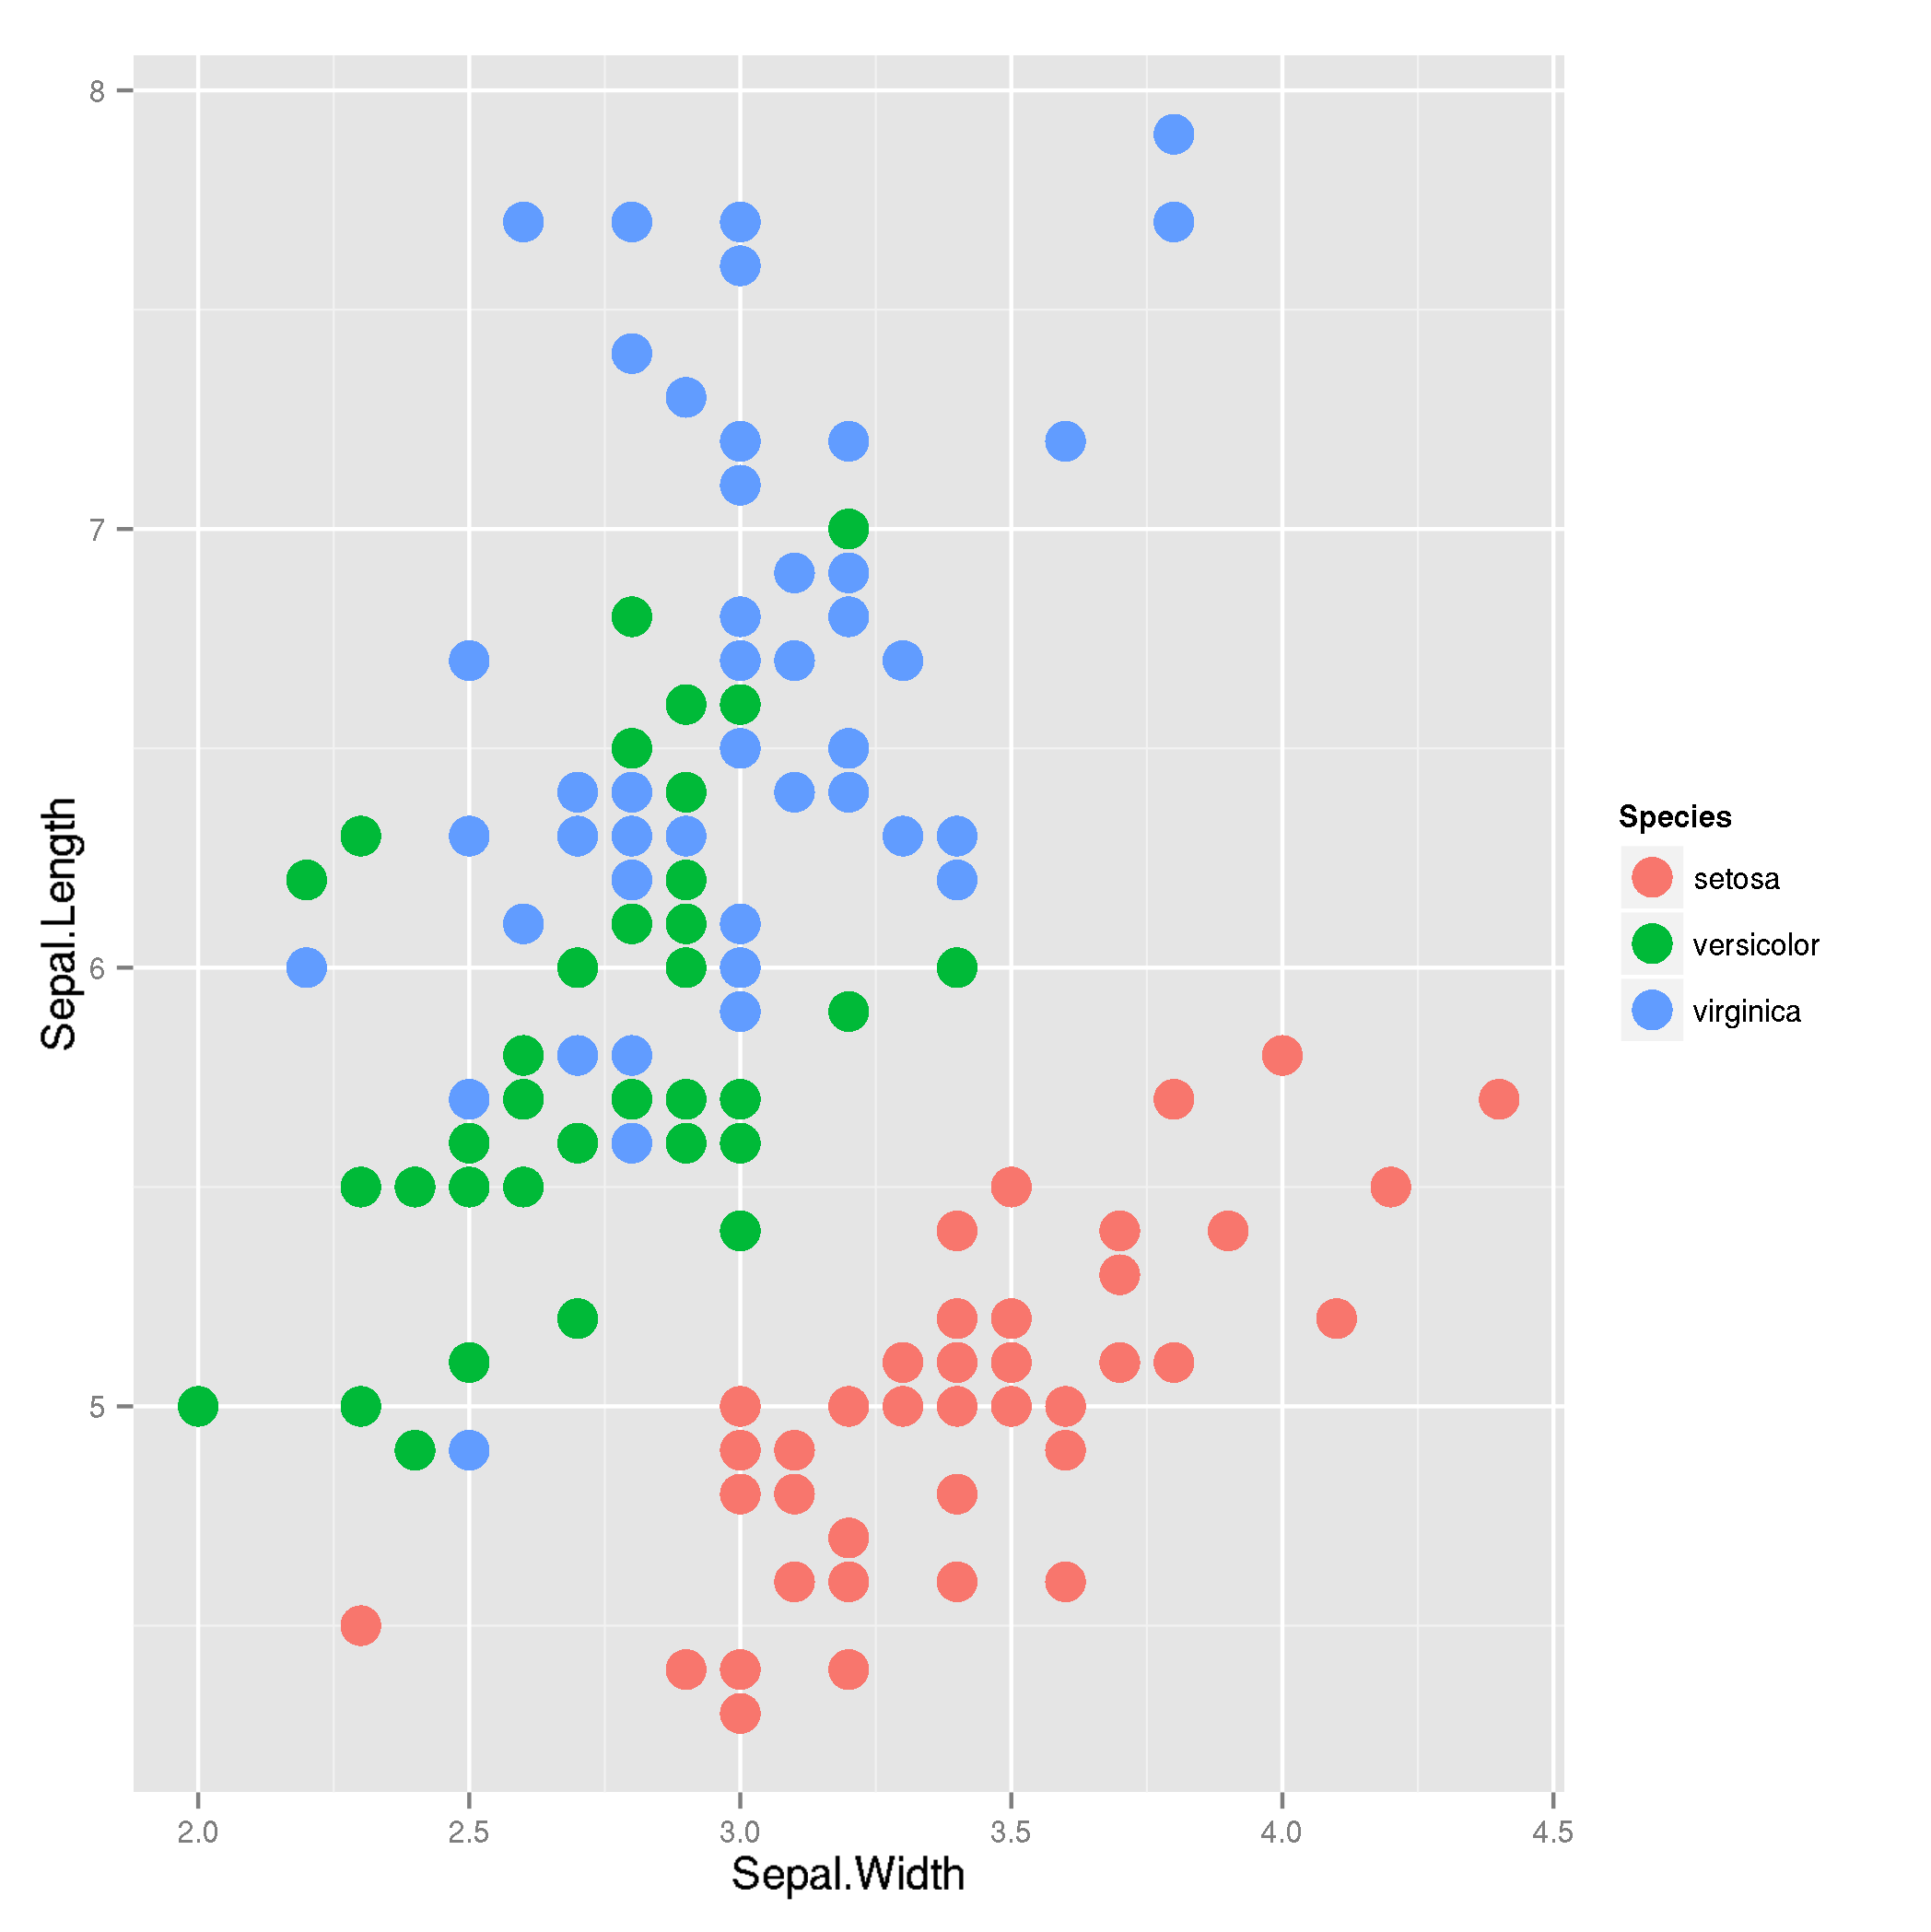 8
7
6
5
Sepal.Length
2.0 2.5 3.0 3.5 4.0 4.5
Sepal.Width
Species
setosa
versicolor
virginica